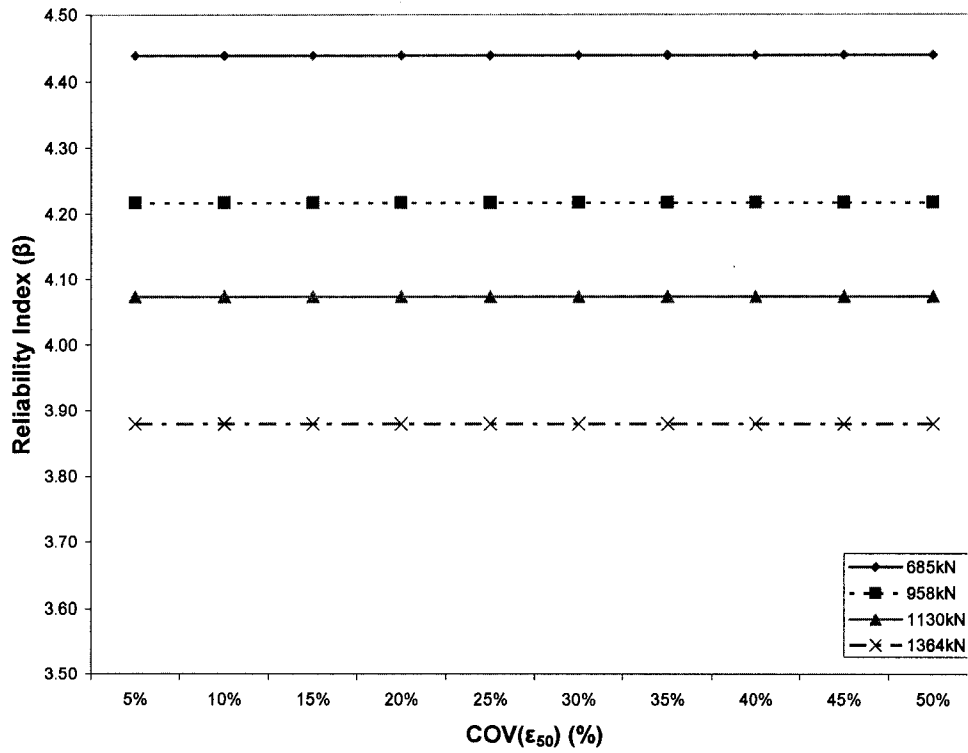 4.50
4.40
4.30
4.20
4.10
4.00
3.90
3.80
3.70
3.60
3.50
Reliability Index (β)
5% 10% 15% 20% 25% 30% 35% 40% 45% 50%
COV(ε50) (%)
685kN
958kN
1130kN
1364kN